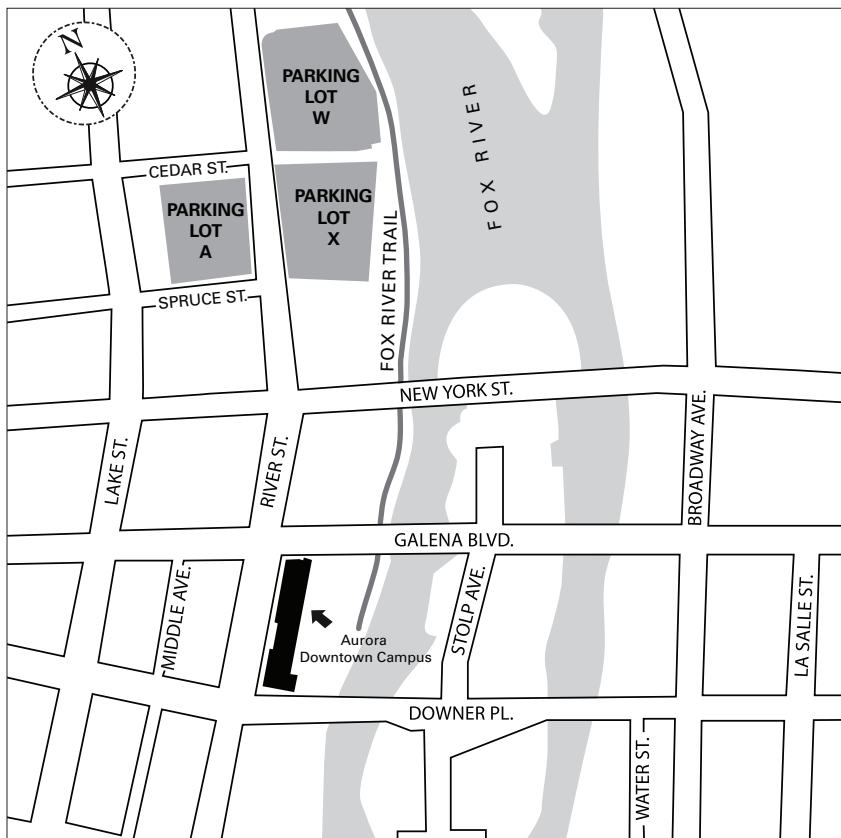 N
PARKING
LOT
W
CEDAR ST.
PARKING
LOT
A
PARKING
LOT
X
FOX RIVER
FOX RIVER TRAIL
SPRUCE ST.
NEW YORK ST.
LAKE ST.
RIVER ST.
BROADWAY AVE.
GALENA BLVD.
MIDDLE AVE.
STOLP AVE.
LA SALLE ST.
Aurora
Downtown Campus
DOWNER PL.
WATER ST.